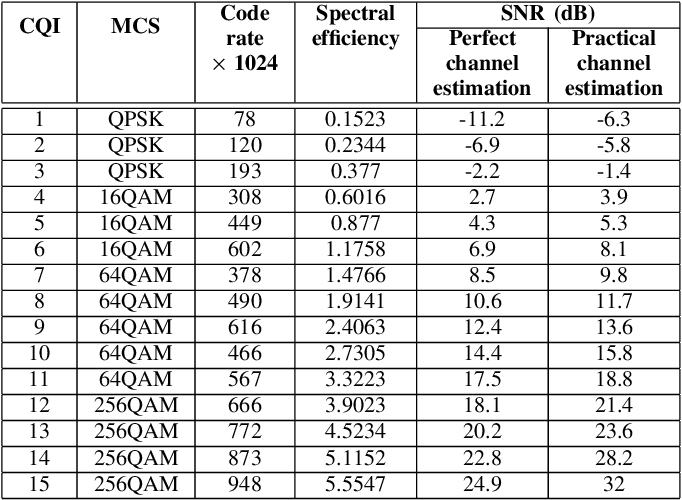 CQI MCS Code rate × 1024 Spectral efficiency SNR (dB)
Perfect channel estimation Practical channel estimation
1 QPSK 78 0.1523 -11.2 -6.3
2 QPSK 120 0.2344 -6.9 -5.8
3 QPSK 193 0.377 -2.2 -1.4
4 16QAM 308 0.6016 2.7 3.9
5 16QAM 449 0.877 4.3 5.3
6 16QAM 602 1.1758 6.9 8.1
7 64QAM 378 1.4766 8.5 9.8
8 64QAM 490 1.9141 10.6 11.7
9 64QAM 616 2.4063 12.4 13.6
10 64QAM 466 2.7305 14.4 15.8
11 64QAM 567 3.3223 17.5 18.8
12 256QAM 666 3.9023 18.1 21.4
13 256QAM 772 4.5234 20.2 23.6
14 256QAM 873 5.1152 22.8 28.2
15 256QAM 948 5.5547 24.9 32